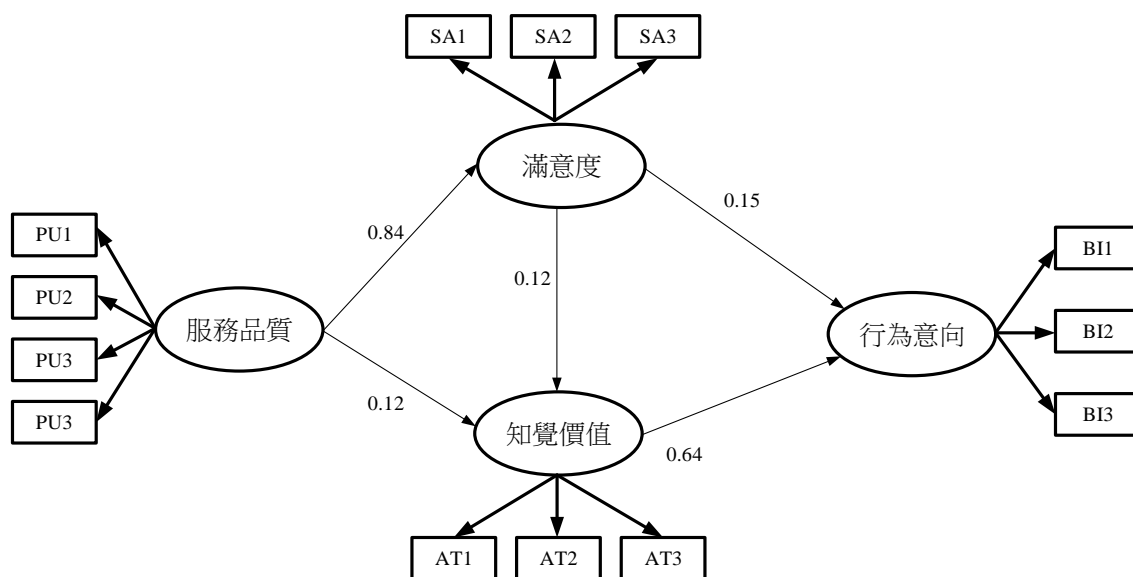 SA1 SA2 SA3
滿意度
0.15
PU1
0.84
BI1
PU2
0.12
服務品質
行為意向
BI2
PU3
0.12
PU3
BI3
知覺價值
0.64
AT1 AT2 AT3